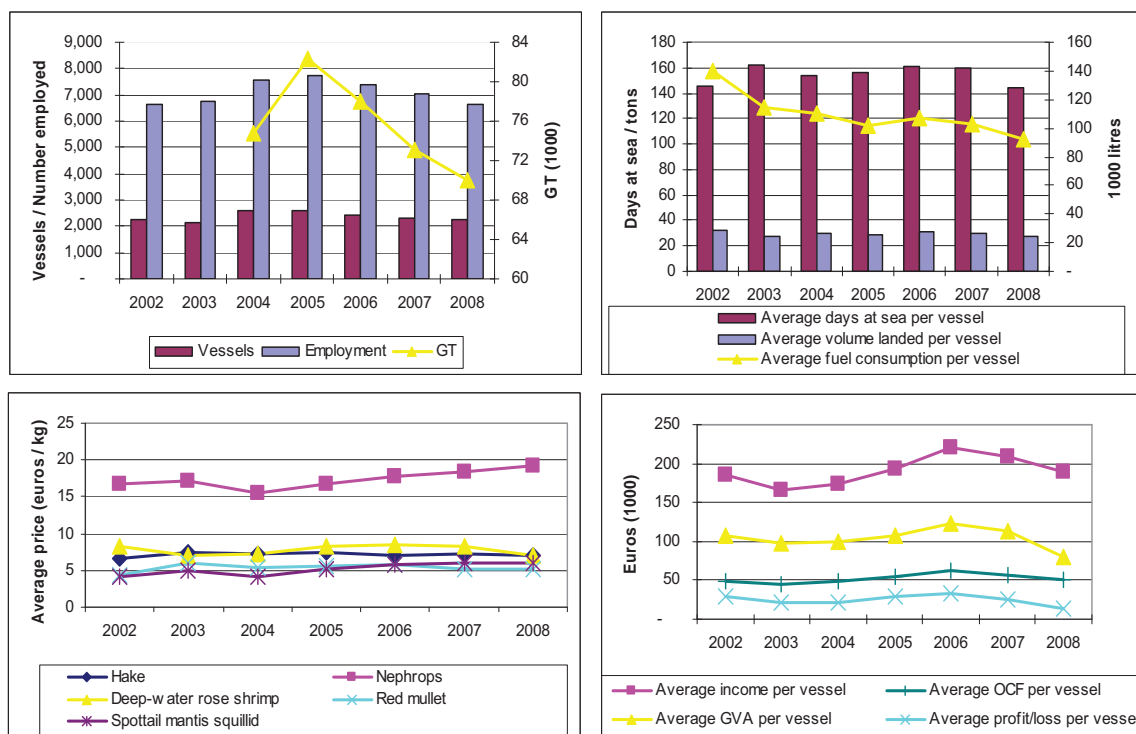 Vessels / Number employed
9,000
8,000
7,000
6,000
5,000
4,000
3,000
2,000
1,000
-
2002 2003 2004 2005 2006 2007 2008
84
80
76
72
68
64
60
GT (1000)
Vessels Employment GT
Days at sea / tons
180
160
140
120
100
80
60
40
20
0
2002 2003 2004 2005 2006 2007 2008
160
140
120
100
80
60
40
20
-
1000 litres
Average days at sea per vessel
Average volume landed per vessel
Average fuel consumption per vessel
Average price (euros / kg)
25
20
15
10
5
0
2002 2003 2004 2005 2006 2007 2008
Hake Nephrops
Deep-water rose shrimp Red mullet
Spottail mantis squillid
Euros (1000)
250
200
150
100
50
-
2002 2003 2004 2005 2006 2007 2008
Average income per vessel Average OCF per vessel
Average GVA per vessel Average profit/loss per vessel